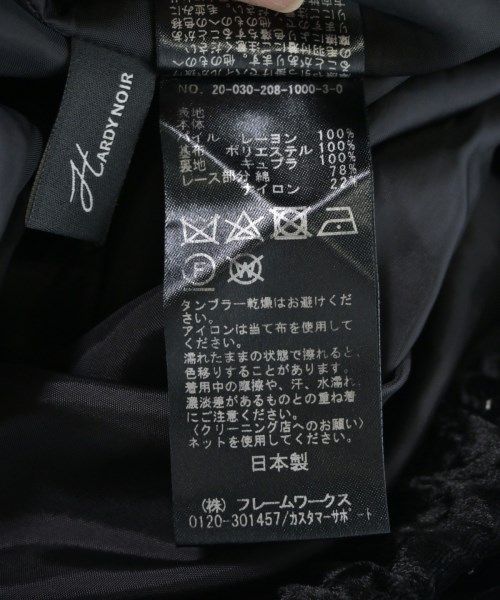 HARDY NOIR
NO. 20-030-208-1000-3-0
表地
本体
パイル レーヨン 100%
基布 ポリエステル 100%
裏地 キュプラ 100%
レース部分 綿 78%
ナイロン 22%
タンブラー乾燥はお避けくだ
さい。
アイロンは当て布を使用して
ください。
濡れたままの状態で擦れると、
色移りすることがあります。
着用中の摩擦や、汗、水濡れ、
濃淡差があるものとの重ね着
にご注意ください。
〈クリーニング店へのお願い〉
ネットを使用してください。
日本製
(株) フレームワークス
0120-301457/カスタマーサポート